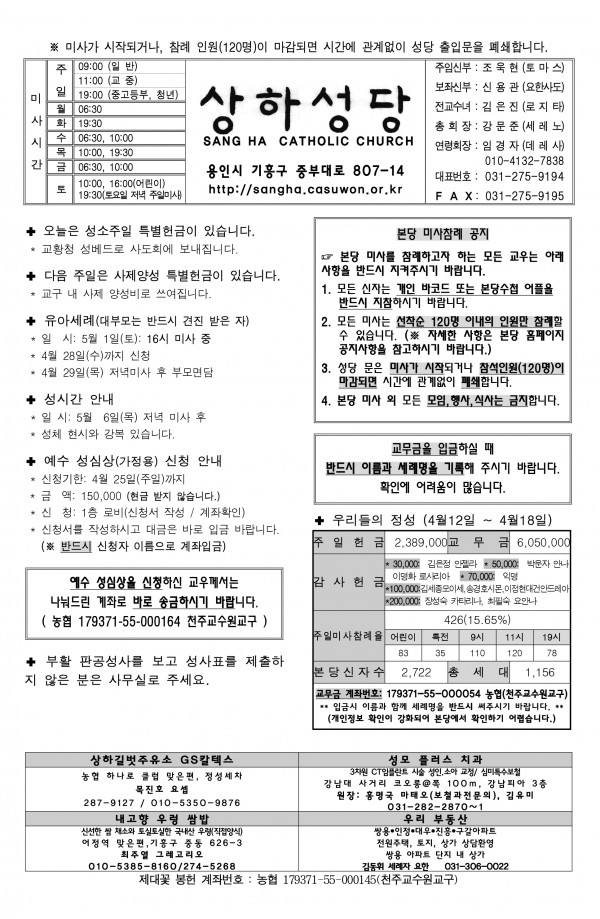 ※ 미사가 시작되거나, 참례 인원(120명)이 마감되면 시간에 관계없이 성당 출입문을 폐쇄합니다.
미사시간
주일 09:00 (일 반)
11:00 (교 중)
19:00 (중고등부, 청년)
월 06:30
화 19:30
수 06:30, 10:00
목 10:00, 19:30
금 06:30, 10:00
토 10:00, 16:00(어린이)
19:30(토요일 저녁 주일미사)
상하성당
SANG HA CATHOLIC CHURCH
용인시 기흥구 중부대로 807-14
http://sangha.casuwon.or.kr
주임신부 : 조 욱 현 (토 마 스)
보좌신부 : 신 용 관 (요한사도)
전교수녀 : 김 은 진 (로 지 타)
총 회 장 : 강 문 준 (세 레 노)
연령회장 : 임 경 자 (데 레 사)
010-4132-7838
대표번호 : 031-275-9194
F A X : 031-275-9195
✚ 오늘은 성소주일 특별헌금이 있습니다.
* 교황청 성베드로 사도회에 보내집니다.
✚ 다음 주일은 사제양성 특별헌금이 있습니다.
* 교구 내 사제 양성비로 쓰여집니다.
✚ 유아세례(대부모는 반드시 견진 받은 자)
* 일 시: 5월 1일(토): 16시 미사 중
* 4월 28일(수)까지 신청
* 4월 29일(목) 저녁미사 후 부모면담
✚ 성시간 안내
* 일 시: 5월 6일(목) 저녁 미사 후
* 성체 현시와 강복 있습니다.
✚ 예수 성심상(가정용) 신청 안내
* 신청기한: 4월 25일(주일)까지
* 금 액: 150,000 (현금 받지 않습니다.)
* 신 청: 1층 로비(신청서 작성 / 계좌확인)
* 신청서를 작성하시고 대금은 바로 입금 바랍니다.
(※ 반드시 신청자 이름으로 계좌입금)
예수 성심상을 신청하신 교우께서는
나눠드린 계좌로 바로 송금하시기 바랍니다.
( 농협 179371-55-000164 천주교수원교구 )
✚ 부활 판공성사를 보고 성사표를 제출하
지 않은 분은 사무실로 주세요.
본당 미사참례 공지
☞ 본당 미사를 참례하고자 하는 모든 교우는 아래
사항을 반드시 지켜주시기 바랍니다.
1. 모든 신자는 개인 바코드 또는 본당수첩 어플을
반드시 지참하시기 바랍니다.
2. 모든 미사는 선착순 120명 이내의 인원만 참례할
수 있습니다. (※ 자세한 사항은 본당 홈페이지
공지사항을 참고하시기 바랍니다.)
3. 성당 문은 미사가 시작되거나 참석인원(120명)이
마감되면 시간에 관계없이 폐쇄합니다.
4. 본당 미사 외 모든 모임,행사,식사는 금지합니다.
교무금을 입금하실 때
반드시 이름과 세례명을 기록해 주시기 바랍니다.
확인에 어려움이 많습니다.
✚ 우리들의 정성 (4월12일 ~ 4월18일)
주 일 헌 금 2,389,000 교 무 금 6,050,000
감 사 헌 금
* 30,000: 김은정 안젤라 * 50,000: 박문자 안나
이명화 로사리아 * 70,000: 익명
*100,000:김세종모이세,송경호시몬,이정현대건안드레아
*200,000: 장성숙 카타리나, 최필숙 요안나
주일미사참례율 426(15.65%)
어린이 특전 9시 11시 19시
83 35 110 120 78
본 당 신 자 수 2,722 총 세 대 1,156
교무금 계좌번호: 179371-55-000054 농협(천주교수원교구)
** 입금시 이름과 함께 세례명을 반드시 써주시기 바랍니다. **
(개인정보 확인이 강화되어 본당에서 확인하기 어렵습니다.)
상하길벗주유소 GS칼텍스
농협 하나로 클럽 맞은편, 정성세차
목진호 요셉
287-9127 / 010-5350-9876
성모 플러스 치과
3차원 CT임플란트 시술 성인,소아 교정/ 심미특수보철
강남대 사거리 코오롱@쪽 100m, 강남피아 3층
원장: 홍명국 마태오(보철과전문의), 김유미
031-282-2870~1
내고향 우렁 쌈밥
신선한 쌀 채소와 토실토실한 국내산 우렁(직접양식)
어정역 맞은편,기흥구 중동 626-3
최주열 그레고리오
010-5385-8160/274-5268
우리 부동산
쌍용●인정●대우●진흥●구갈아파트
전원주택, 토지, 상가 상담환영
쌍용 아파트 단지 내 상가
김동휘 세례자 요한 031-306-0022
제대꽃 봉헌 계좌번호 : 농협 179371-55-000145(천주교수원교구)